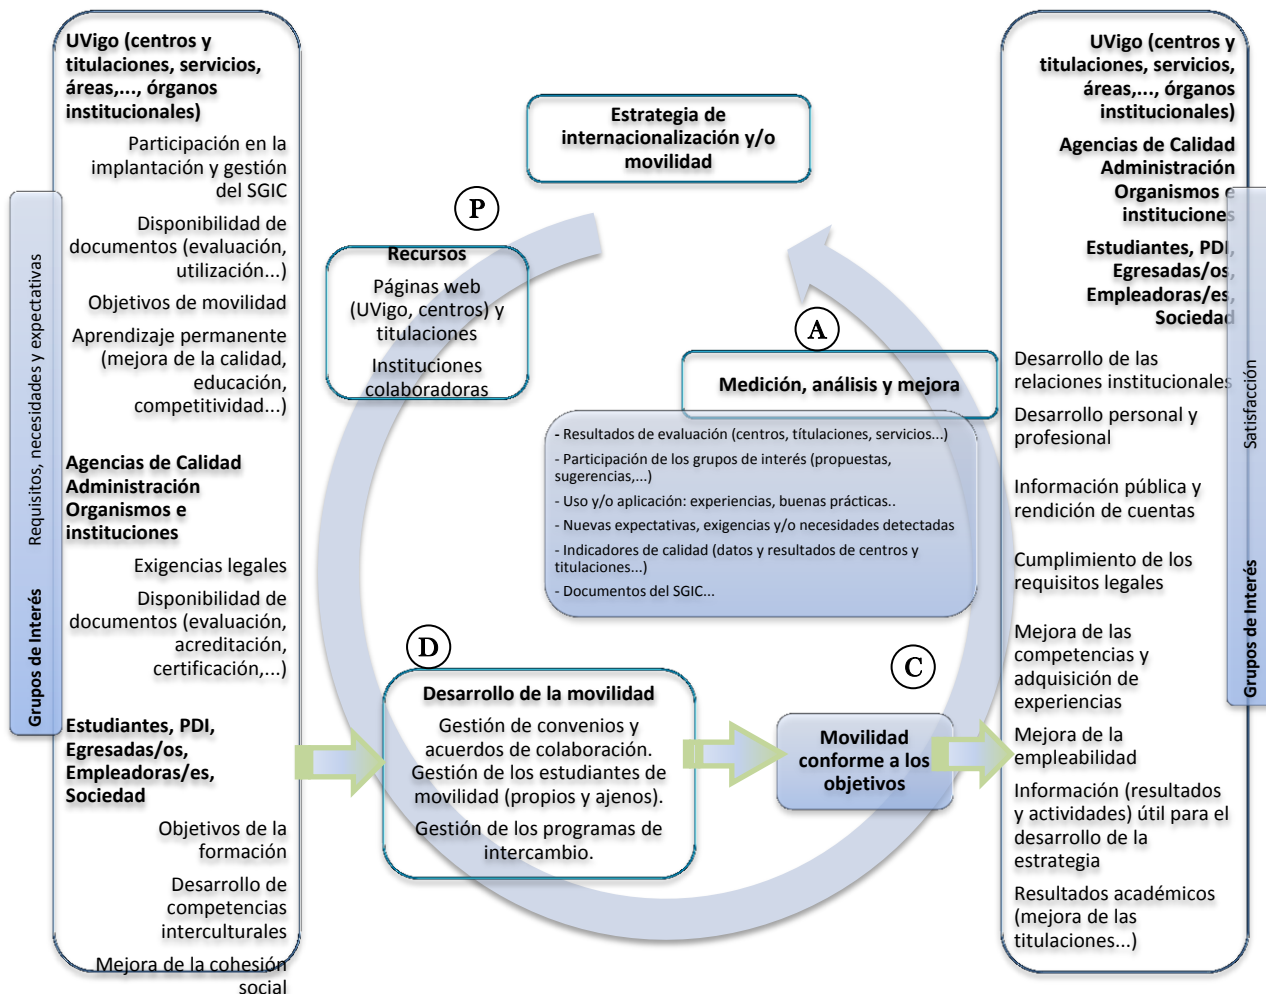 UVigo (centros y
titulaciones, servicios,
áreas,..., órganos
institucionales)
Participación en la
implantación y gestión
del SGIC
Disponibilidad de
documentos (evaluación,
utilización...)
Objetivos de movilidad
Aprendizaje permanente
(mejora de la calidad,
educación,
competitividad...)
Agencias de Calidad
Administración
Organismos e
instituciones
Exigencias legales
Disponibilidad de
documentos (evaluación,
acreditación,
certificación,...)
Estudiantes, PDI,
Egresadas/os,
Empleadoras/es,
Sociedad
Objetivos de la
formación
Desarrollo de
competencias
interculturales
Mejora de la cohesión
social
Grupos de Interés Requisitos, necesidades y expectativas
Estrategia de
internacionalización y/o
movilidad
P
Recursos
Páginas web
(UVigo, centros) y
titulaciones
Instituciones
colaboradoras
A
Medición, análisis y mejora
- Resultados de evaluación (centros, títulaciones, servicios...)
- Participación de los grupos de interés (propuestas,
sugerencias,...)
- Uso y/o aplicación: experiencias, buenas prácticas..
- Nuevas expectativas, exigencias y/o necesidades detectadas
- Indicadores de calidad (datos y resultados de centros y
titulaciones...)
- Documentos del SGIC...
D
Desarrollo de la movilidad
Gestión de convenios y
acuerdos de colaboración.
Gestión de los estudiantes de
movilidad (propios y ajenos).
Gestión de los programas de
intercambio.
C
Movilidad
conforme a los
objetivos
UVigo (centros y
titulaciones, servicios,
áreas,..., órganos
institucionales)
Agencias de Calidad
Administración
Organismos e
instituciones
Estudiantes, PDI,
Egresadas/os,
Empleadoras/es,
Sociedad
Desarrollo de las
relaciones institucionales
Desarrollo personal y
profesional
Información pública y
rendición de cuentas
Cumplimiento de los
requisitos legales
Mejora de las
competencias y
adquisición de
experiencias
Mejora de la
empleabilidad
Información (resultados
y actividades) útil para el
desarrollo de la
estrategia
Resultados académicos
(mejora de las
titulaciones...)
Grupos de Interés Satisfacción